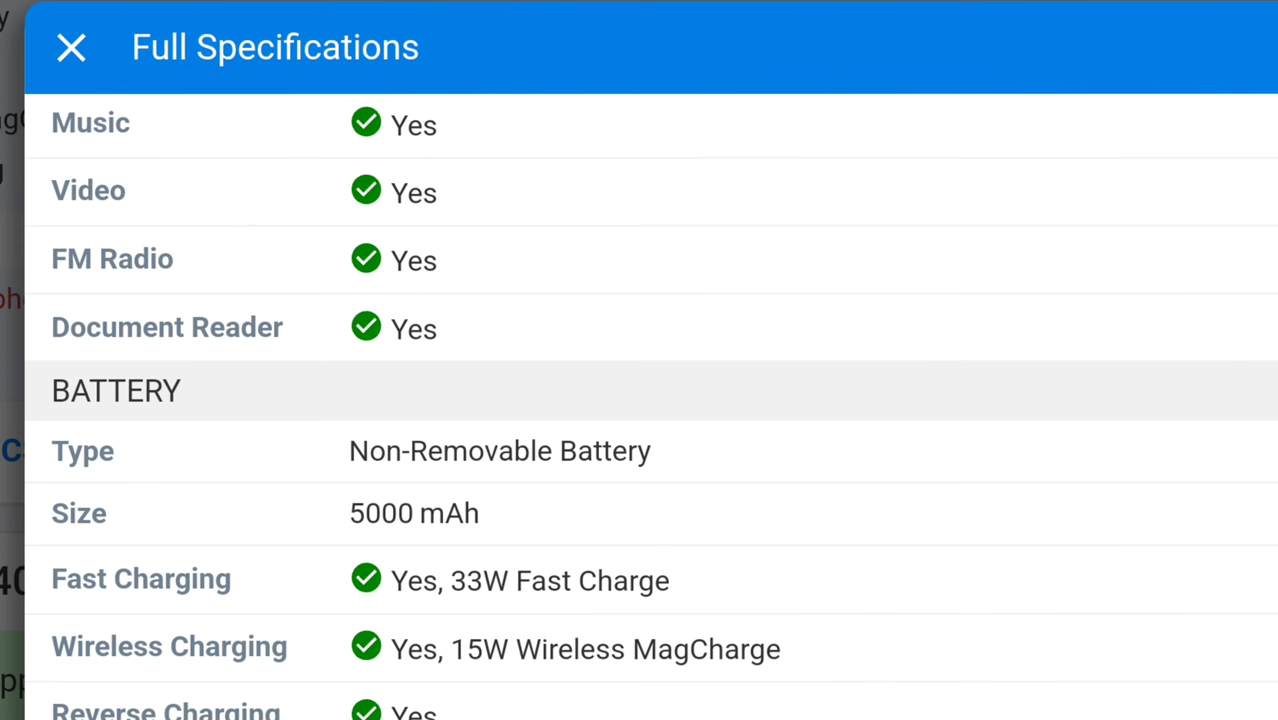 Full Specifications
Music Yes
Video Yes
FM Radio Yes
Document Reader Yes
BATTERY
Type Non-Removable Battery
Size 5000 mAh
Fast Charging Yes, 33W Fast Charge
Wireless Charging Yes, 15W Wireless MagCharge
Reverse Charging Yes